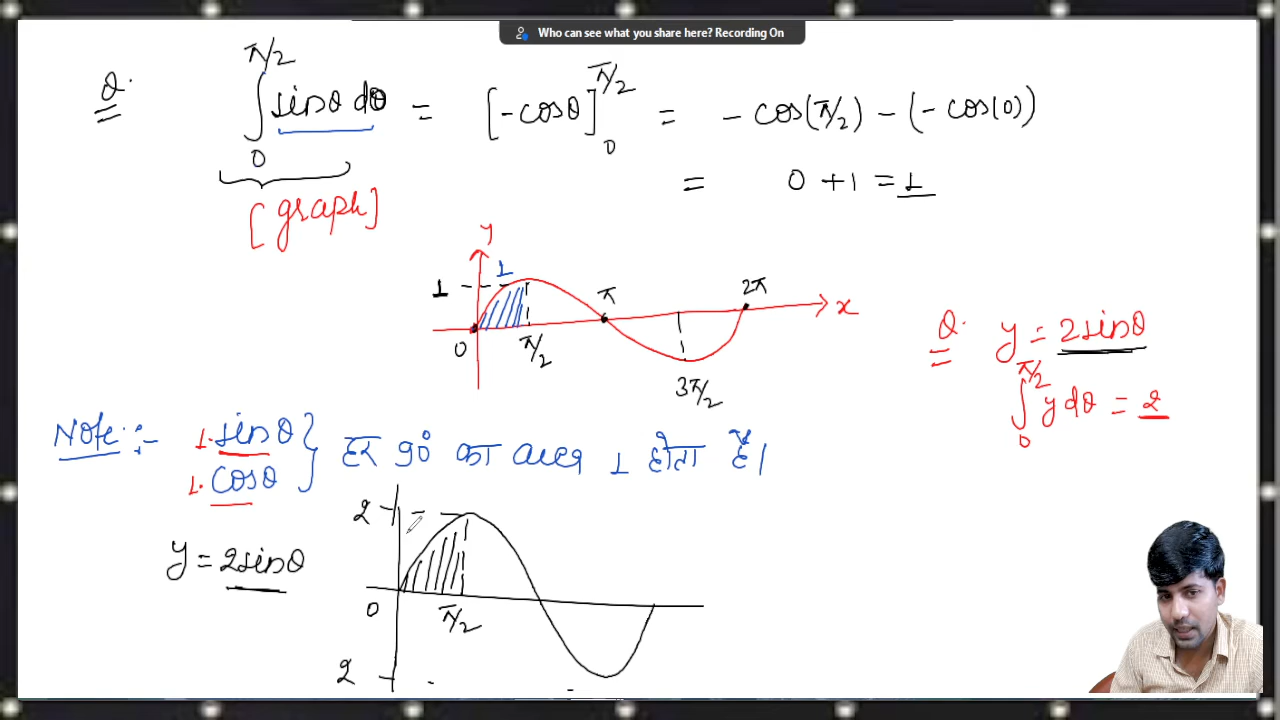 Who can see what you share here? Recording On
Q. ∫₀^π/2 sinθ dθ = [-cosθ]₀^π/2 = -cos(π/2) - (-cos(0))
= 0 + 1 = 1
[graph]
y
1
1
π
2π
x
0
π/2
3π/2
Q. y = 2sinθ
∫₀^π/2 y dθ = 2
Note :- 1.sinθ
1.cosθ } हर 90° का area 1 होता है|
2
y = 2sinθ
0
π/2
2